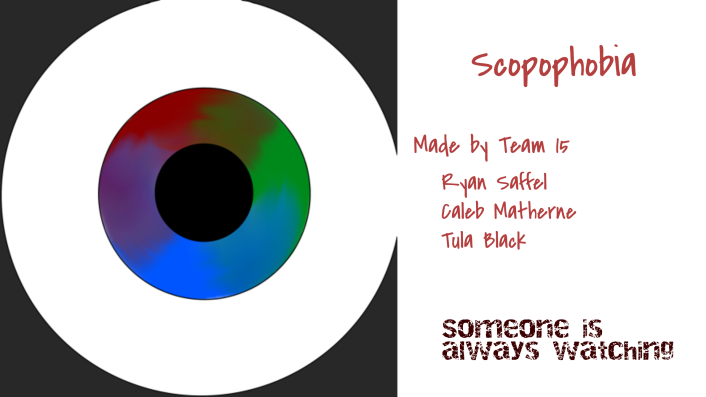 Scopophobia
Made by Team 15
Ryan Saffel
Caleb Matherne
Tula Black
someone is
always watching